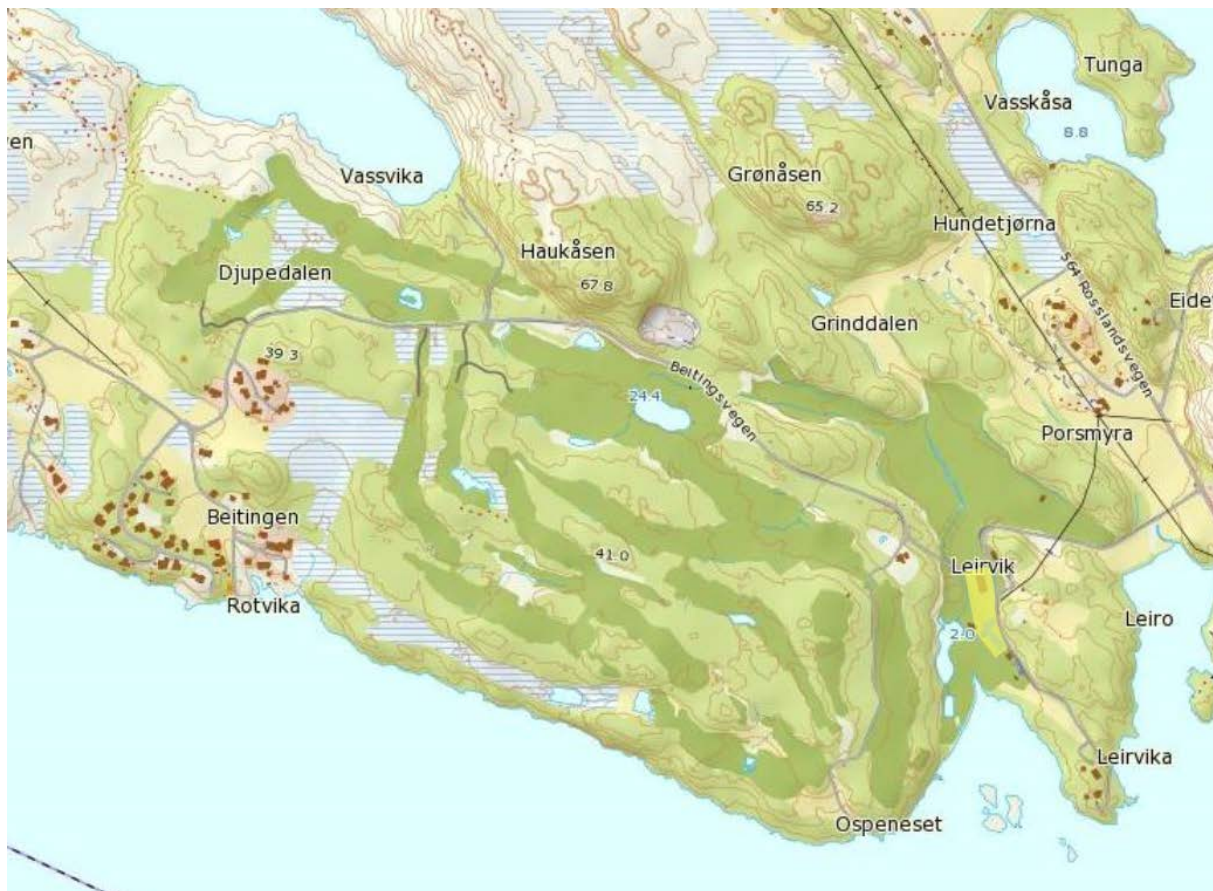 Tunga
Vasskåsa
8.8
Vassvika
Grønåsen
65.2
Hundetjørna
Haukåsen
67.8
Djupedalen
564 Rosslandsvegen
Grinddalen
39 3
Beitingsvegen
24.4
Porsmyra
Beitingen
41.0
Leirvik
Rotvika
Leiro
2.0
Leirvika
Ospeneset